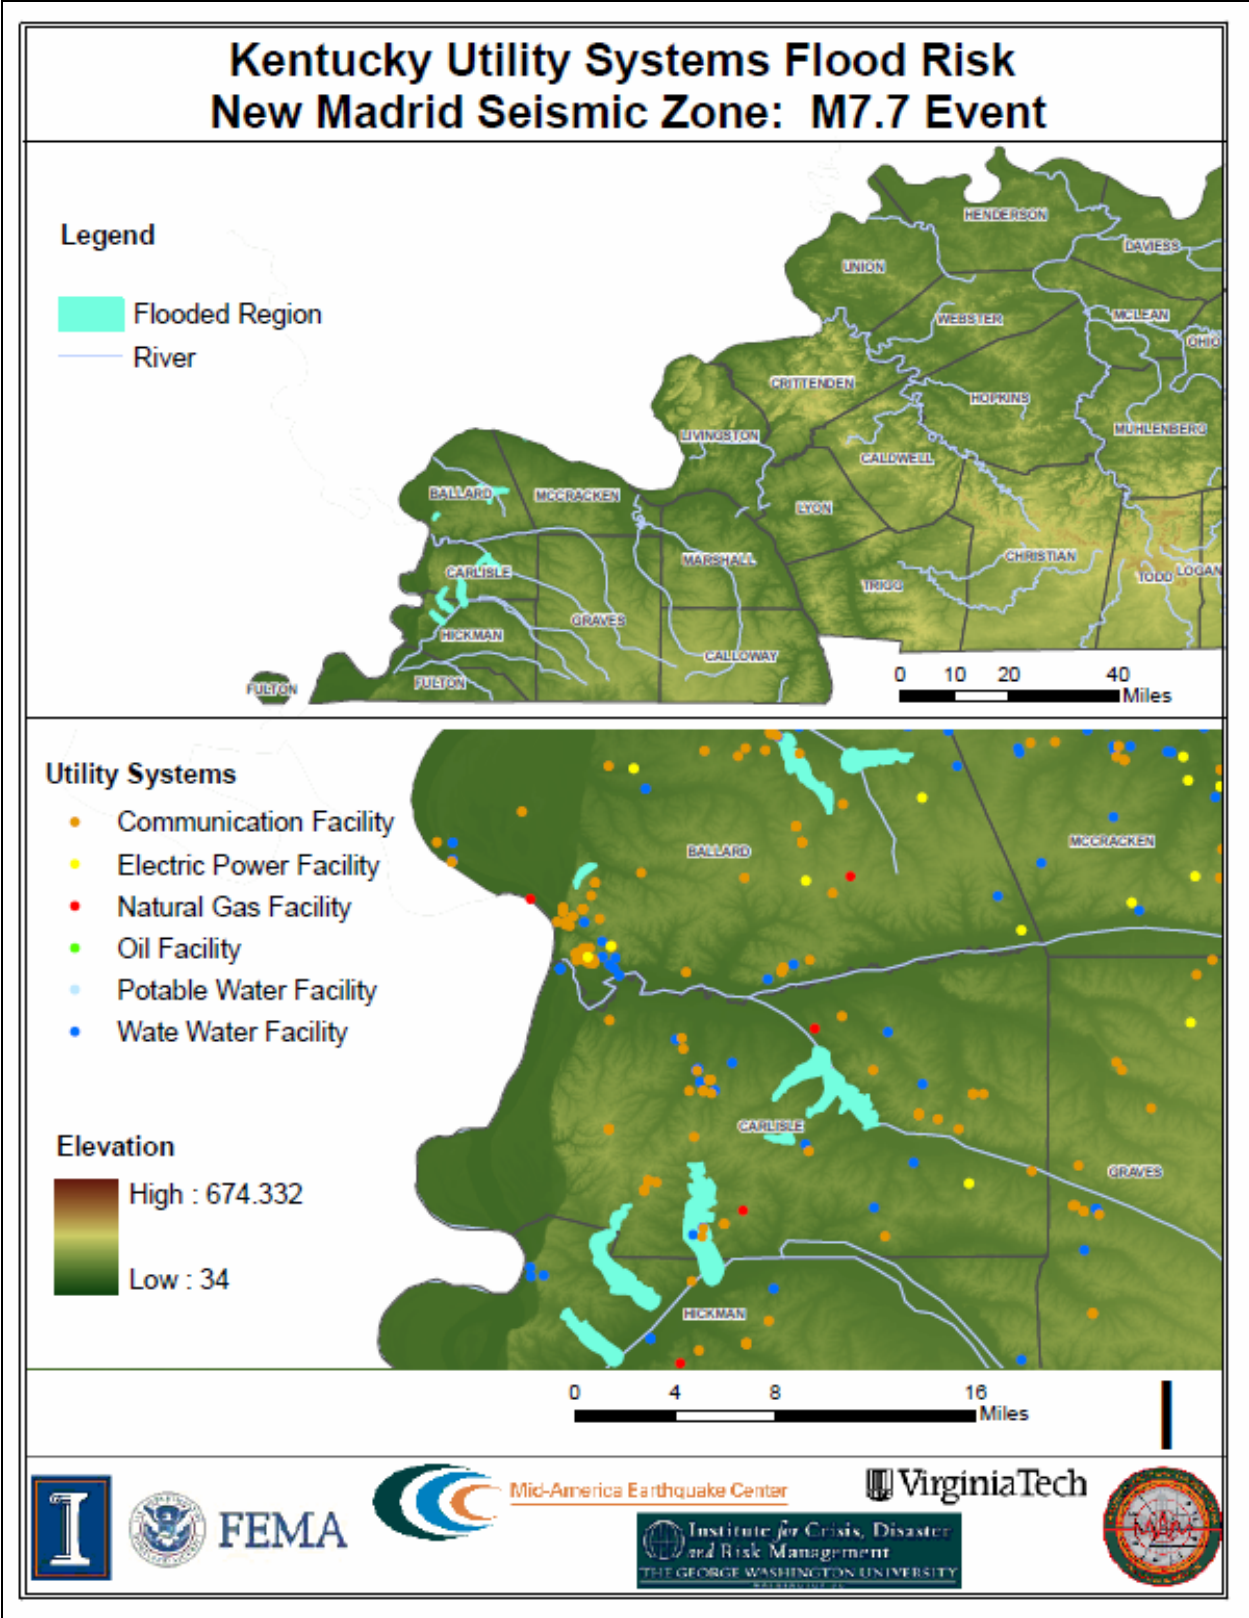 Kentucky Utility Systems Flood Risk
New Madrid Seismic Zone: M7.7 Event
Legend
Flooded Region
River
HENDERSON
DAVIESS
UNION
WEBSTER
MCLEAN
OHIO
CRITTENDEN
HOPKINS
MUHLENBERG
LIVINGSTON
CALDWELL
BALLARD
MCCRACKEN
LYON
CHRISTIAN
MARSHALL
CARLISLE
TRIGG
TODD
LOGAN
GRAVES
HICKMAN
CALLOWAY
FULTON
FULTON
0 10 20 40
Miles
Utility Systems
Communication Facility
Electric Power Facility
Natural Gas Facility
Oil Facility
Potable Water Facility
Wate Water Facility
Elevation
High : 674.332
Low : 34
BALLARD
MCCRACKEN
CARLISLE
GRAVES
HICKMAN
0 4 8 16
Miles
I
FEMA
Mid-America Earthquake Center
VirginiaTech
Institute for Crisis, Disaster
and Risk Management
THE GEORGE WASHINGTON UNIVERSITY